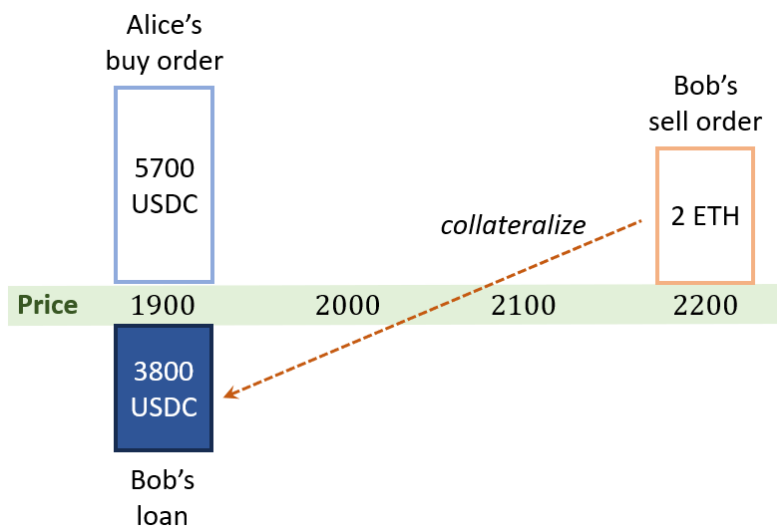 Alice's
buy order
Bob's
sell order
5700
USDC
2 ETH
collateralize
Price 1900 2000 2100 2200
3800
USDC
Bob's
loan